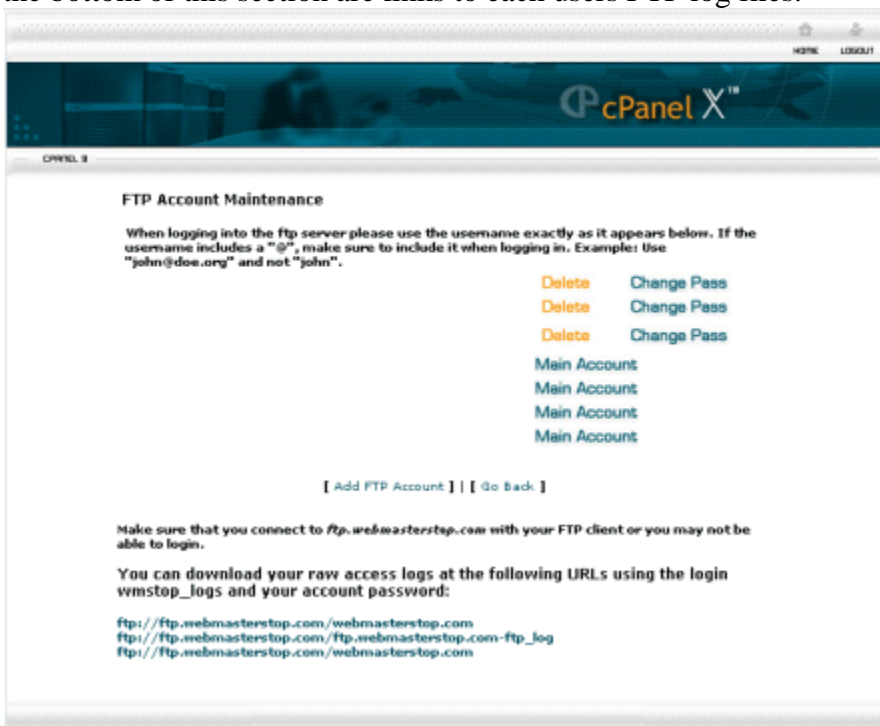 the bottom of this section are links to each users FTP log files.
HOME LOGOUT
cPanel X™
CPANEL X
FTP Account Maintenance
When logging into the ftp server please use the username exactly as it appears below. If the
username includes a "@", make sure to include it when logging in. Example: Use
"john@doe.org" and not "john".
Delete Change Pass
Delete Change Pass
Delete Change Pass
Main Account
Main Account
Main Account
Main Account
[ Add FTP Account ] | [ Go Back ]
Make sure that you connect to ftp.webmasterstop.com with your FTP client or you may not be
able to login.
You can download your raw access logs at the following URLs using the login
wmstop_logs and your account password:
ftp://ftp.webmasterstop.com/webmasterstop.com
ftp://ftp.webmasterstop.com/ftp.webmasterstop.com-ftp_log
ftp://ftp.webmasterstop.com/webmasterstop.com